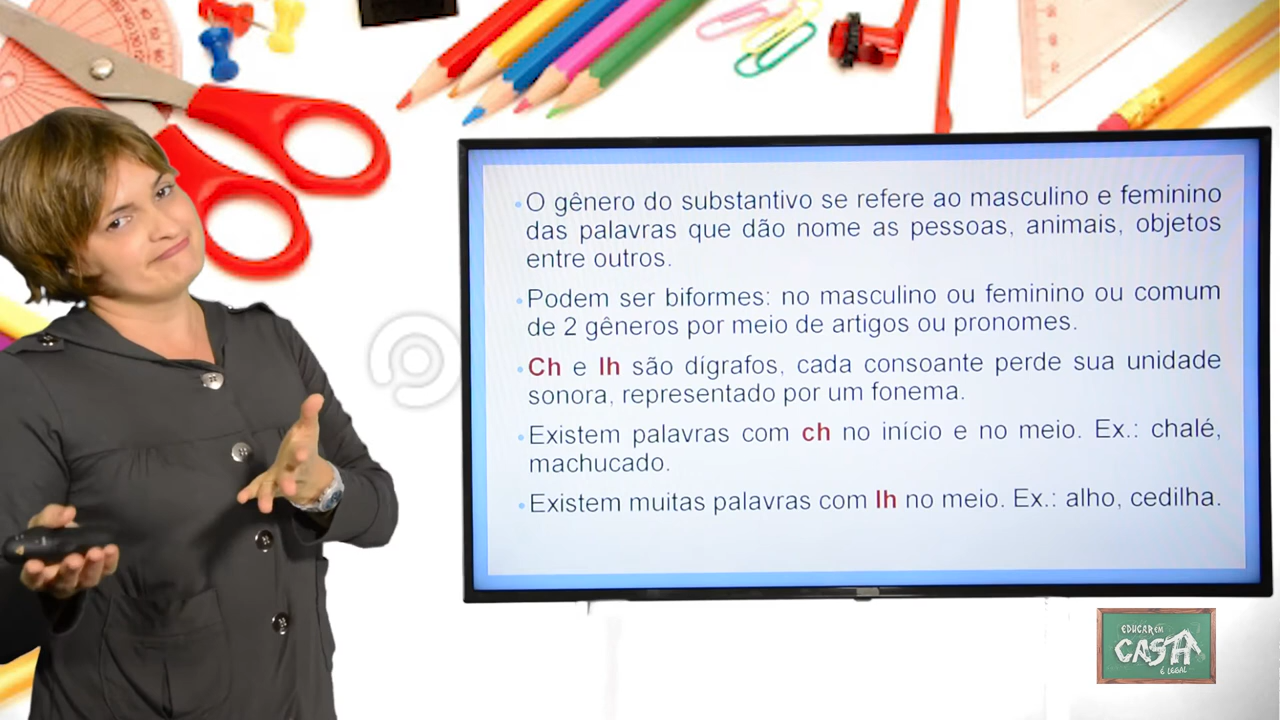 O gênero do substantivo se refere ao masculino e feminino
das palavras que dão nome as pessoas, animais, objetos
entre outros.
Podem ser biformes: no masculino ou feminino ou comum
de 2 gêneros por meio de artigos ou pronomes.
Ch e lh são dígrafos, cada consoante perde sua unidade
sonora, representado por um fonema.
Existem palavras com ch no início e no meio. Ex.: chalé,
machucado.
Existem muitas palavras com lh no meio. Ex.: alho, cedilha.
EDUCAR EM
CASA
É LEGAL